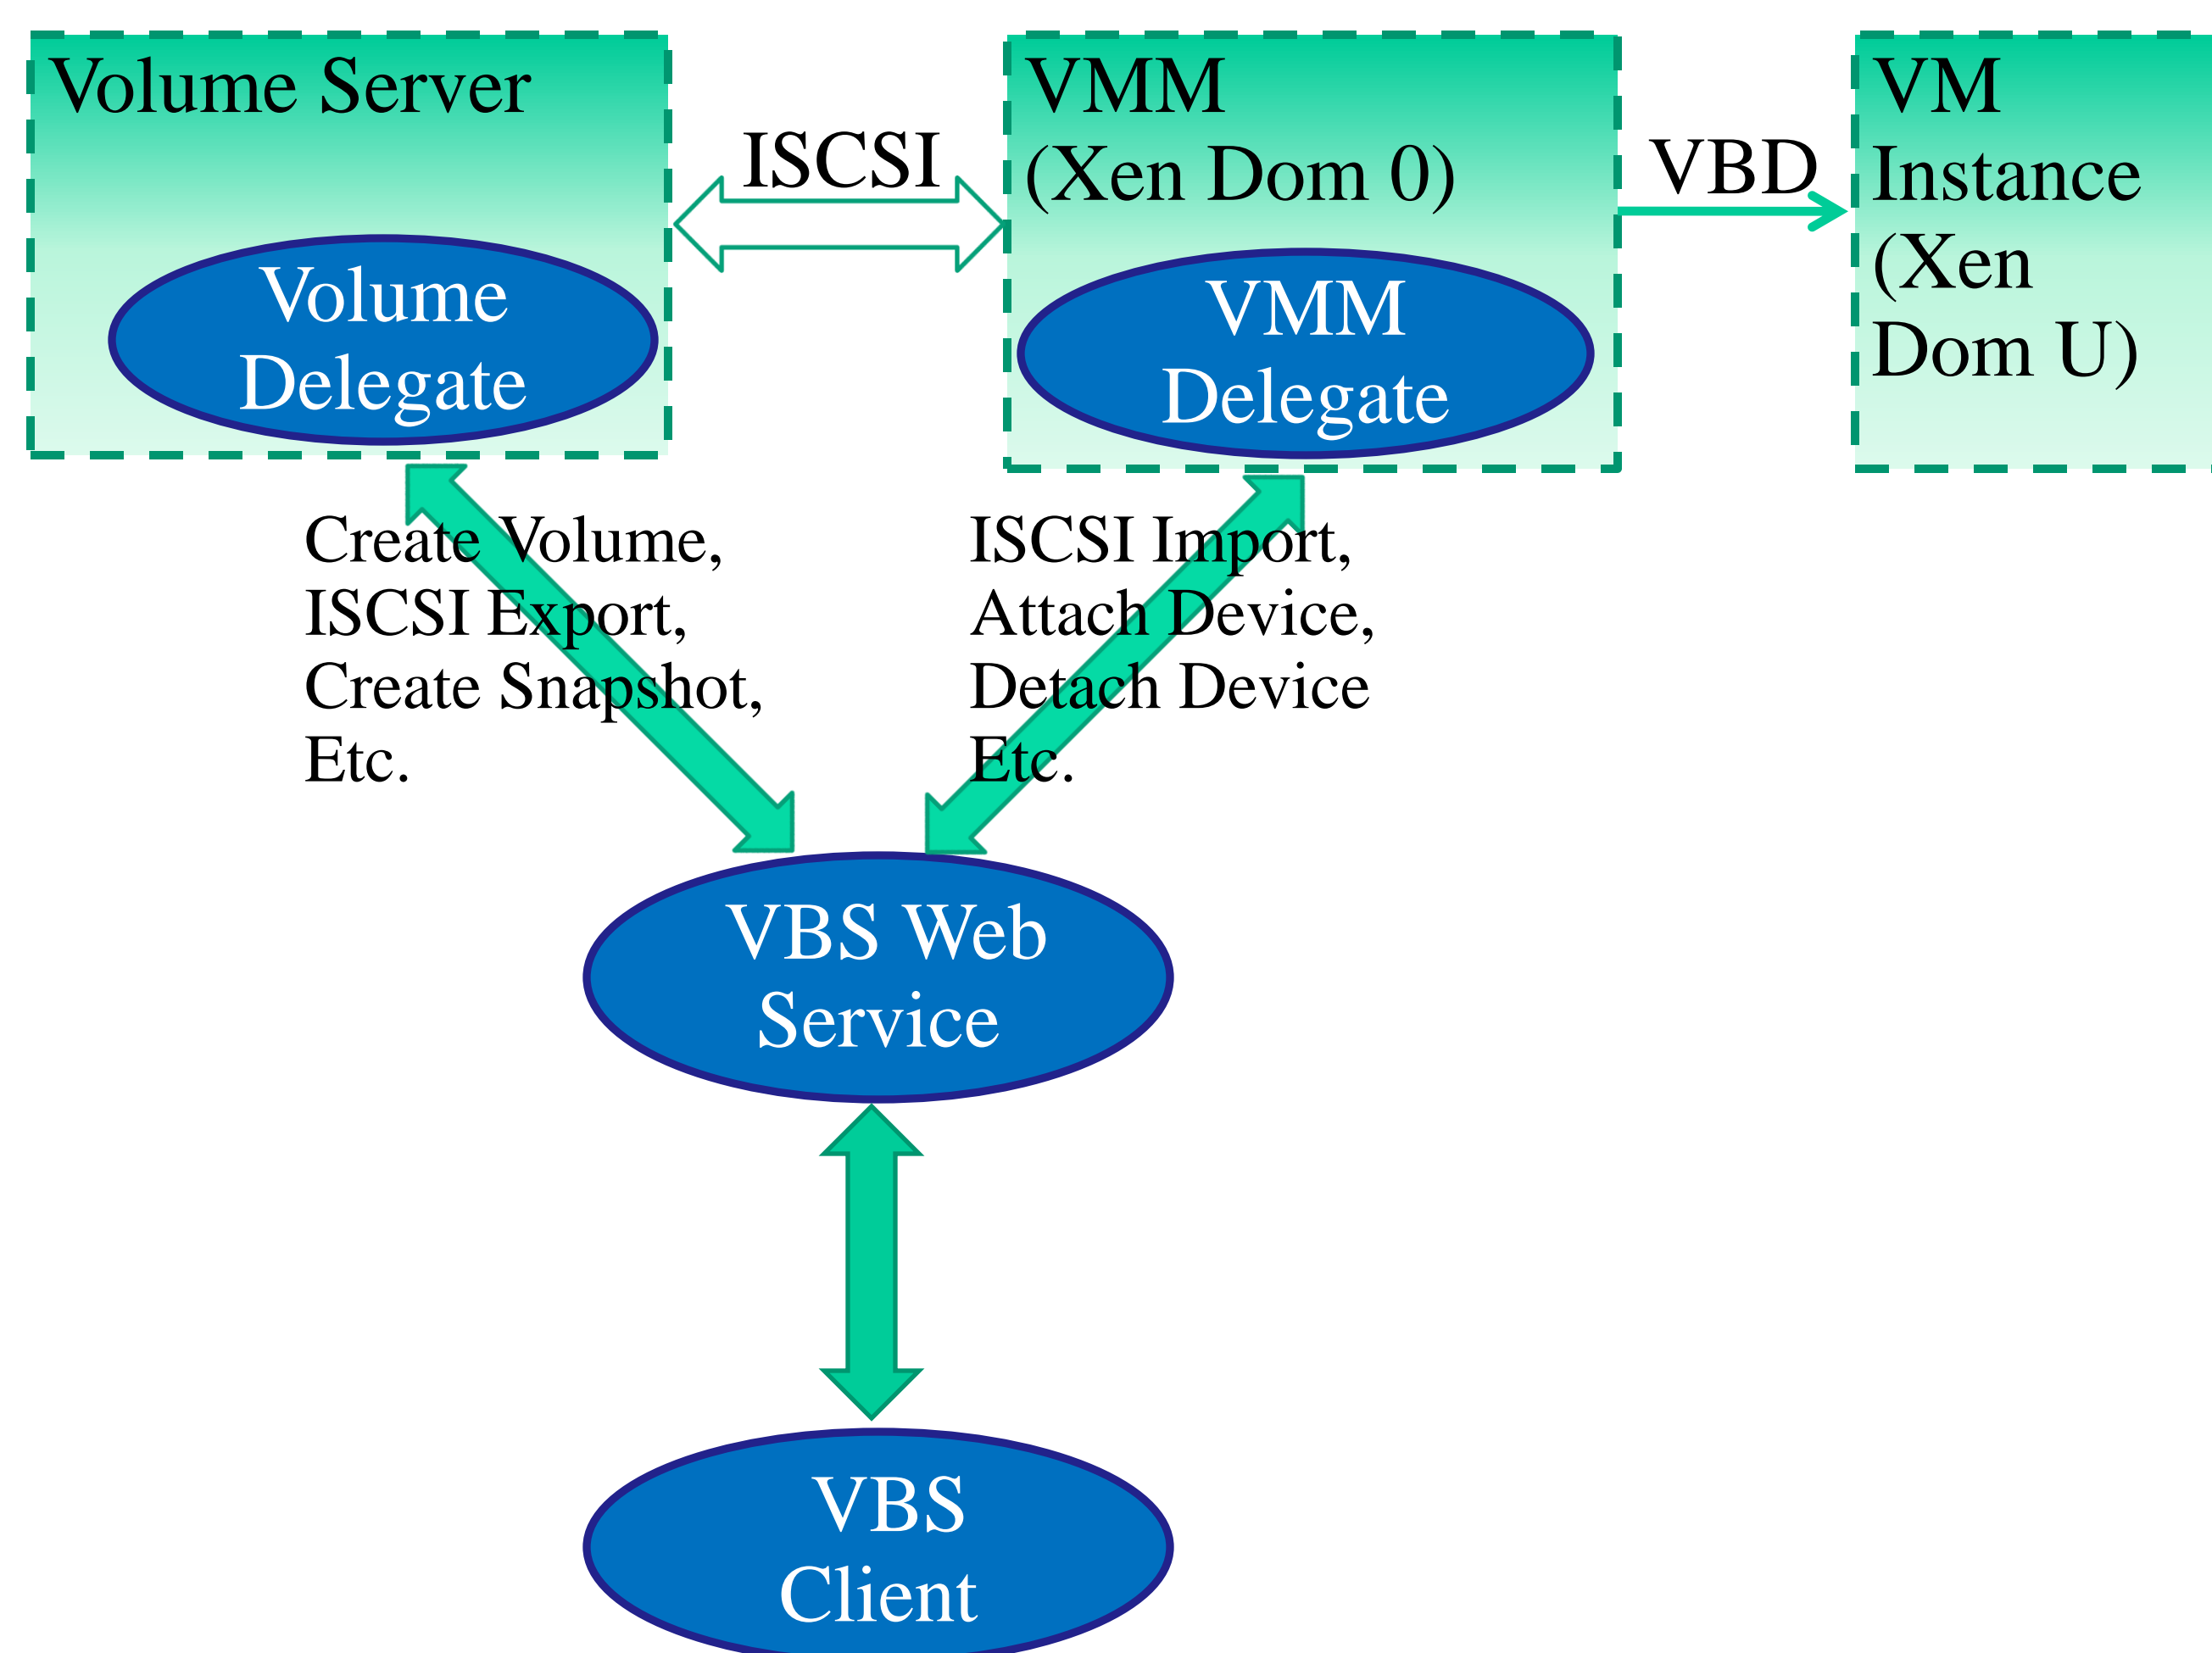 Volume Server
Volume
Delegate
ISCSI
VMM
(Xen Dom 0)
VMM
Delegate
VBD
VM
Instance
(Xen
Dom U)
Create Volume,
ISCSI Export,
Create Snapshot,
Etc.
ISCSI Import,
Attach Device,
Detach Device
Etc.
VBS Web
Service
VBS
Client